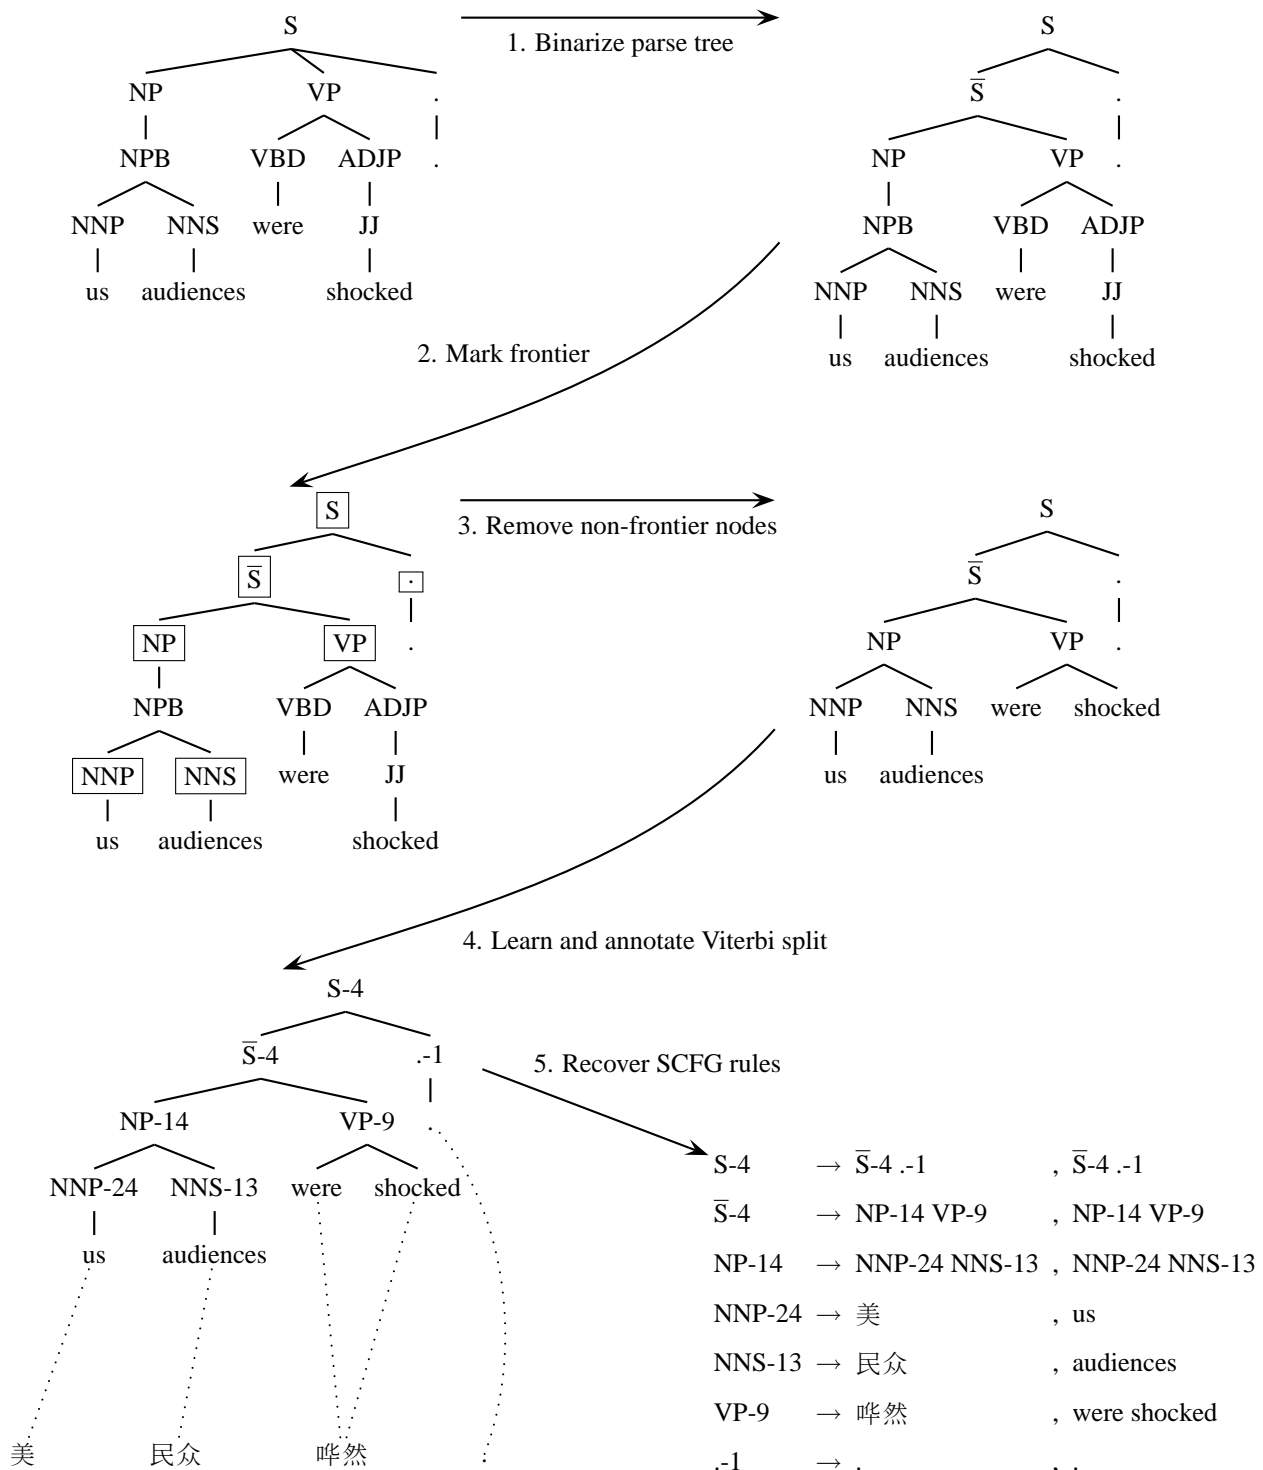 S
1. Binarize parse tree
S
NP VP .
S̅ .
NPB VBD ADJP .
NP VP .
NNP NNS were JJ
NPB VBD ADJP
us audiences shocked
NNP NNS were JJ
2. Mark frontier
us audiences shocked
S
3. Remove non-frontier nodes
S
S̅ .
S̅ .
NP VP .
NP VP .
NPB VBD ADJP
NNP NNS were shocked
NNP NNS were JJ
us audiences
us audiences shocked
4. Learn and annotate Viterbi split
S-4
S̅-4 .-1
5. Recover SCFG rules
NP-14 VP-9 .
NNP-24 NNS-13 were shocked
us audiences
美 民众 哗然 .
S-4 → S̅-4 .-1 , S̅-4 .-1
S̅-4 → NP-14 VP-9 , NP-14 VP-9
NP-14 → NNP-24 NNS-13 , NNP-24 NNS-13
NNP-24 → 美 , us
NNS-13 → 民众 , audiences
VP-9 → 哗然 , were shocked
.-1 → . , .